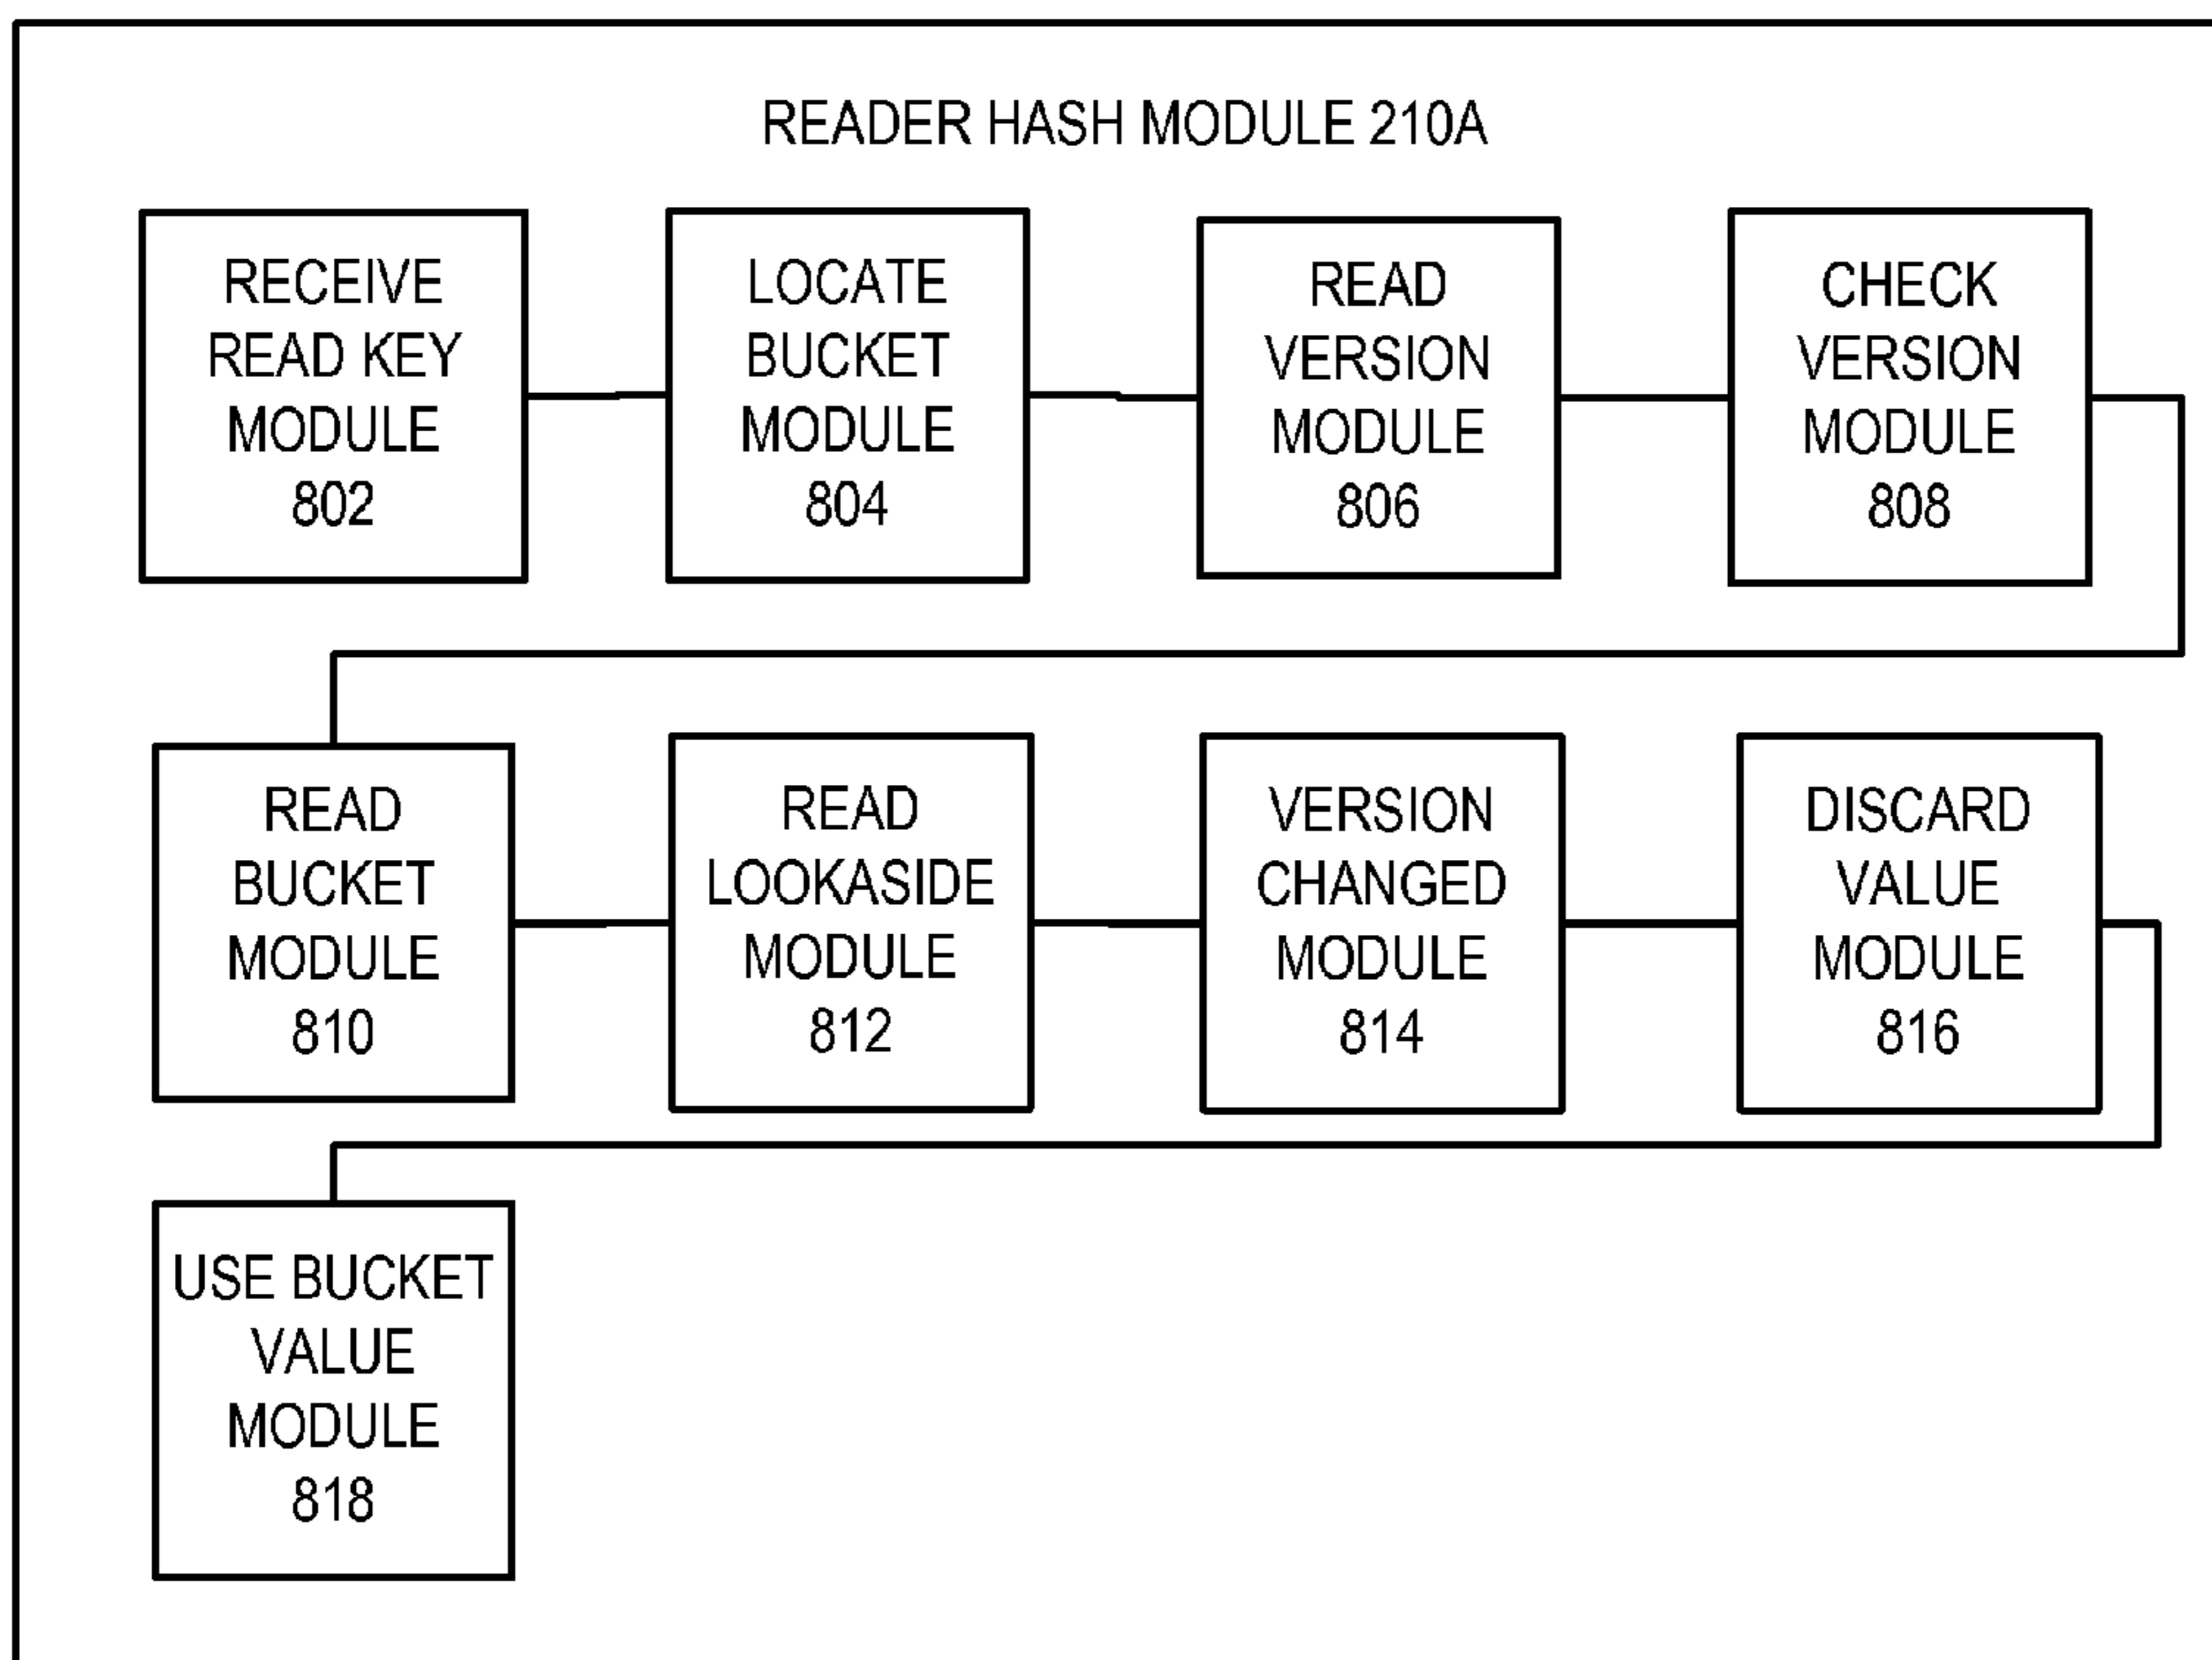 READER HASH MODULE 210A
RECEIVE
READ KEY
MODULE
802
LOCATE
BUCKET
MODULE
804
READ
VERSION
MODULE
806
CHECK
VERSION
MODULE
808
READ
BUCKET
MODULE
810
READ
LOOKASIDE
MODULE
812
VERSION
CHANGED
MODULE
814
DISCARD
VALUE
MODULE
816
USE BUCKET
VALUE
MODULE
818